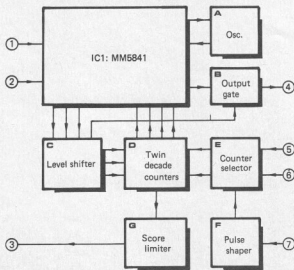 A
Osc.
1
IC1: MM5841
2
B
Output
gate
4
C
Level shifter
D
Twin
decade
counters
E
Counter
selector
5
6
G
Score
limiter
3
F
Pulse
shaper
7